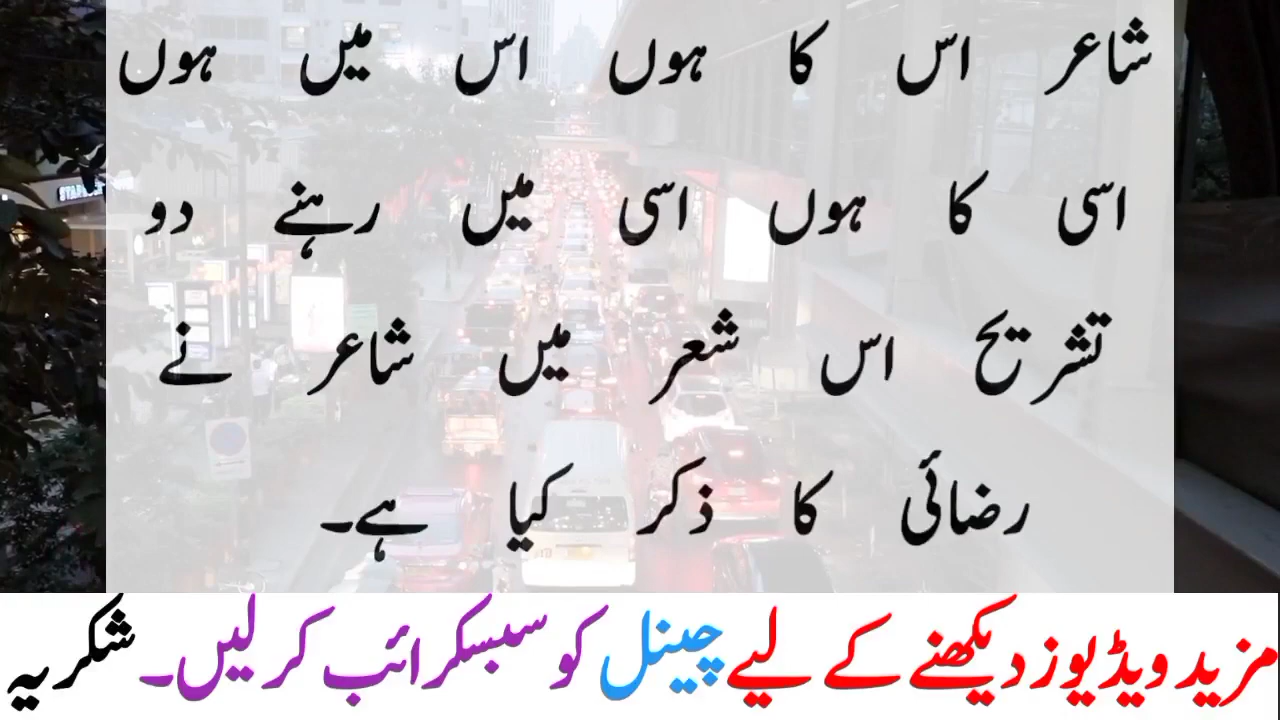 شاعر اس کا ہوں اس میں ہوں
اسی کا ہوں اسی میں رہنے دو
تشریح اس شعر میں شاعر نے
رضائی کا ذکر کیا ہے۔
مزید ویڈیوز دیکھنے کے لیے چینل کو سبسکرائب کر لیں۔ شکریہ